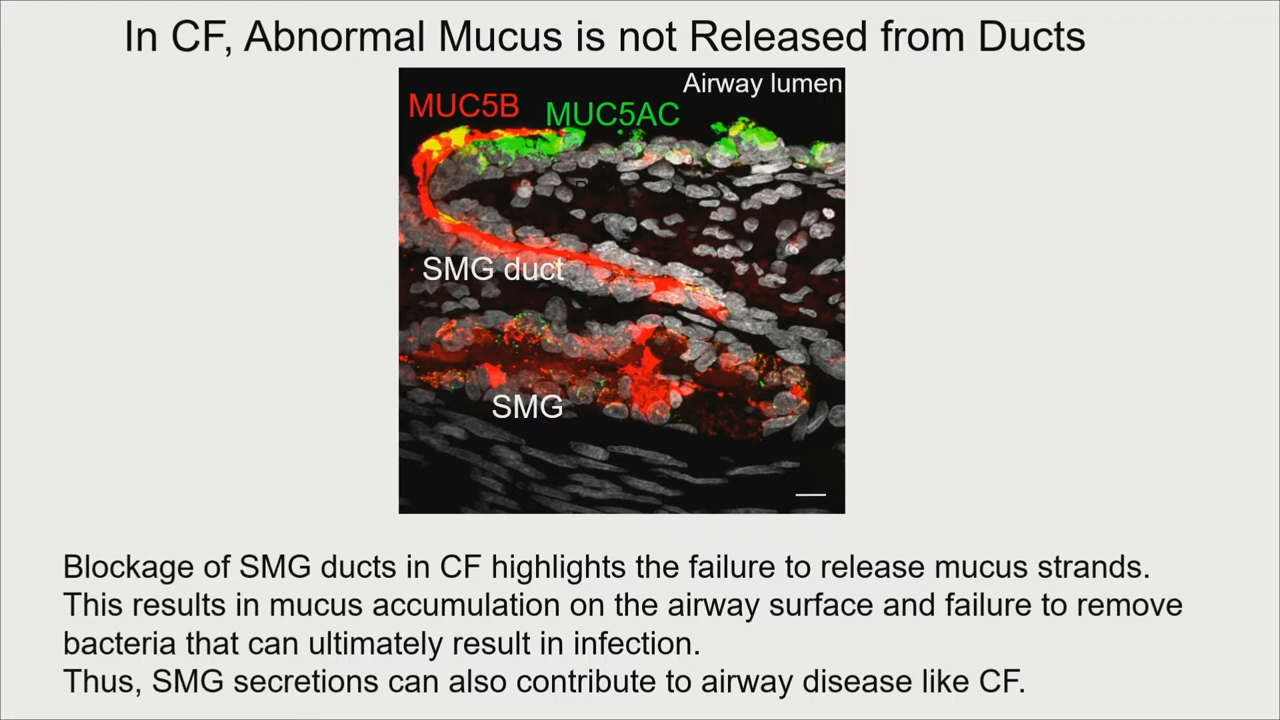 In CF, Abnormal Mucus is not Released from Ducts
Airway lumen
MUC5B
MUC5AC
SMG duct
SMG
Blockage of SMG ducts in CF highlights the failure to release mucus strands.
This results in mucus accumulation on the airway surface and failure to remove
bacteria that can ultimately result in infection.
Thus, SMG secretions can also contribute to airway disease like CF.